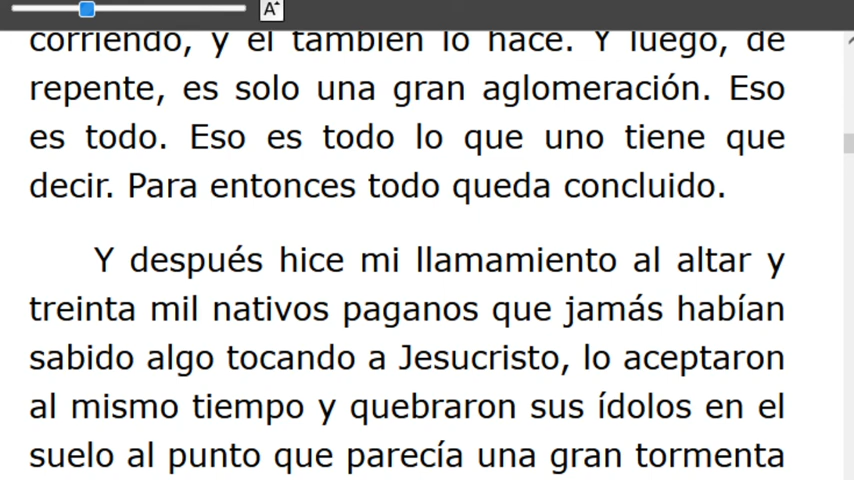 A
corriendo, y él también lo hace. Y luego, de
repente, es solo una gran aglomeración. Eso
es todo. Eso es todo lo que uno tiene que
decir. Para entonces todo queda concluido.
Y después hice mi llamamiento al altar y
treinta mil nativos paganos que jamás habían
sabido algo tocando a Jesucristo, lo aceptaron
al mismo tiempo y quebraron sus ídolos en el
suelo al punto que parecía una gran tormenta